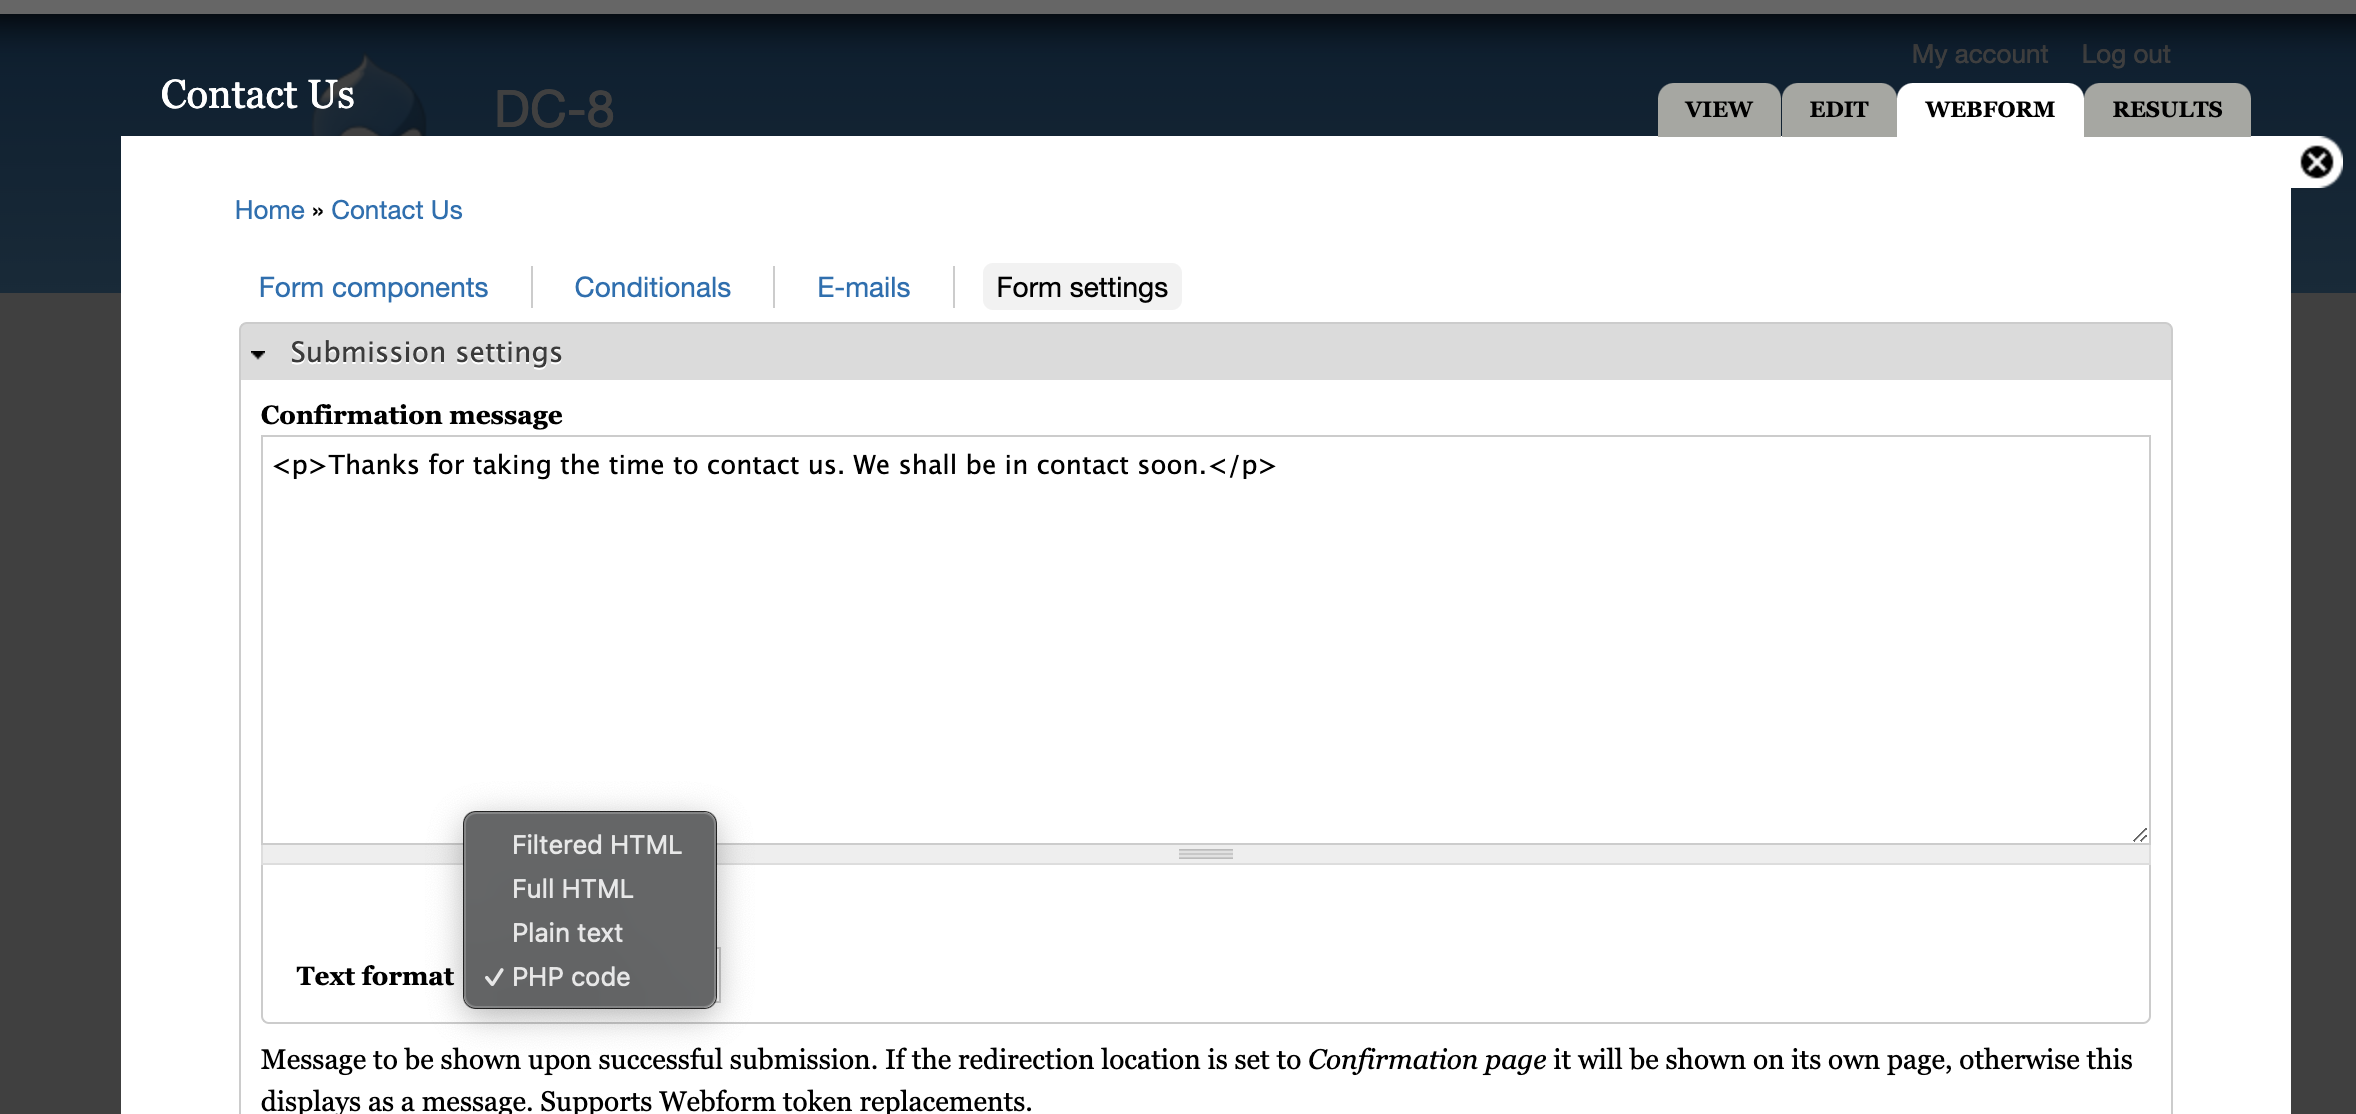 My account Log out
Contact Us
DC-8
VIEW EDIT WEBFORM RESULTS
Home » Contact Us
Form components Conditionals E-mails Form settings
Submission settings
Confirmation message
<p>Thanks for taking the time to contact us. We shall be in contact soon.</p>
Filtered HTML
Full HTML
Plain text
Text format ✓ PHP code
Message to be shown upon successful submission. If the redirection location is set to Confirmation page it will be shown on its own page, otherwise this
displays as a message. Supports Webform token replacements.